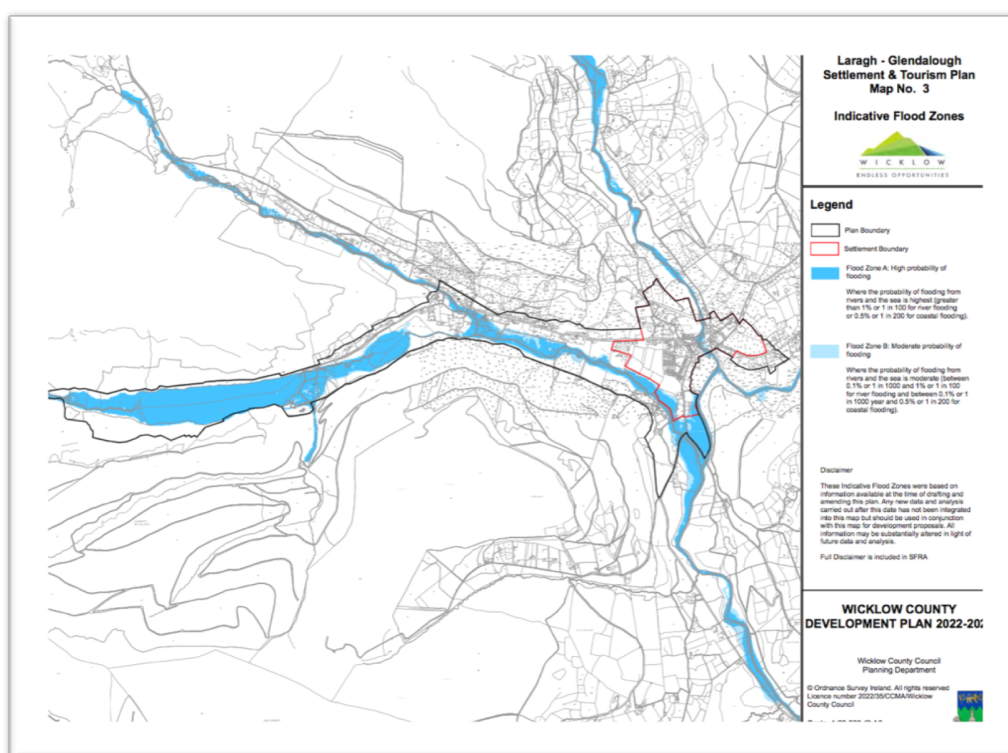 Laragh - Glendalough
Settlement & Tourism Plan
Map No. 3
Indicative Flood Zones
WICKLOW
ENDLESS OPPORTUNITIES
Legend
Plan Boundary
Settlement Boundary
Flood Zone A: High probability of
flooding
Where the probability of flooding from
rivers and the sea is highest (greater
than 1% or 1 in 100 for river flooding
or 0.5% or 1 in 200 for coastal flooding).
Flood Zone B: Moderate probability of
flooding
Where the probability of flooding from
rivers and the sea is moderate (between
0.1% or 1 in 1000 and 1% or 1 in 100
for river flooding and between 0.1% or 1
in 1000 year and 0.5% or 1 in 200 for
coastal flooding).
Disclaimer
These Indicative Flood Zones were based on
information available at the time of drafting and
amending this plan. Any new data and analysis
carried out after this date has not been integrated
into this map but should be used in conjunction
with this map for development proposals. All
information may be substantially altered in light of
future data and analysis.
Full Disclaimer is included in SFRA
WICKLOW COUNTY
DEVELOPMENT PLAN 2022-202
Wicklow County Council
Planning Department
© Ordnance Survey Ireland. All rights reserved
Licence number 2022/35/CCMA/Wicklow
County Council